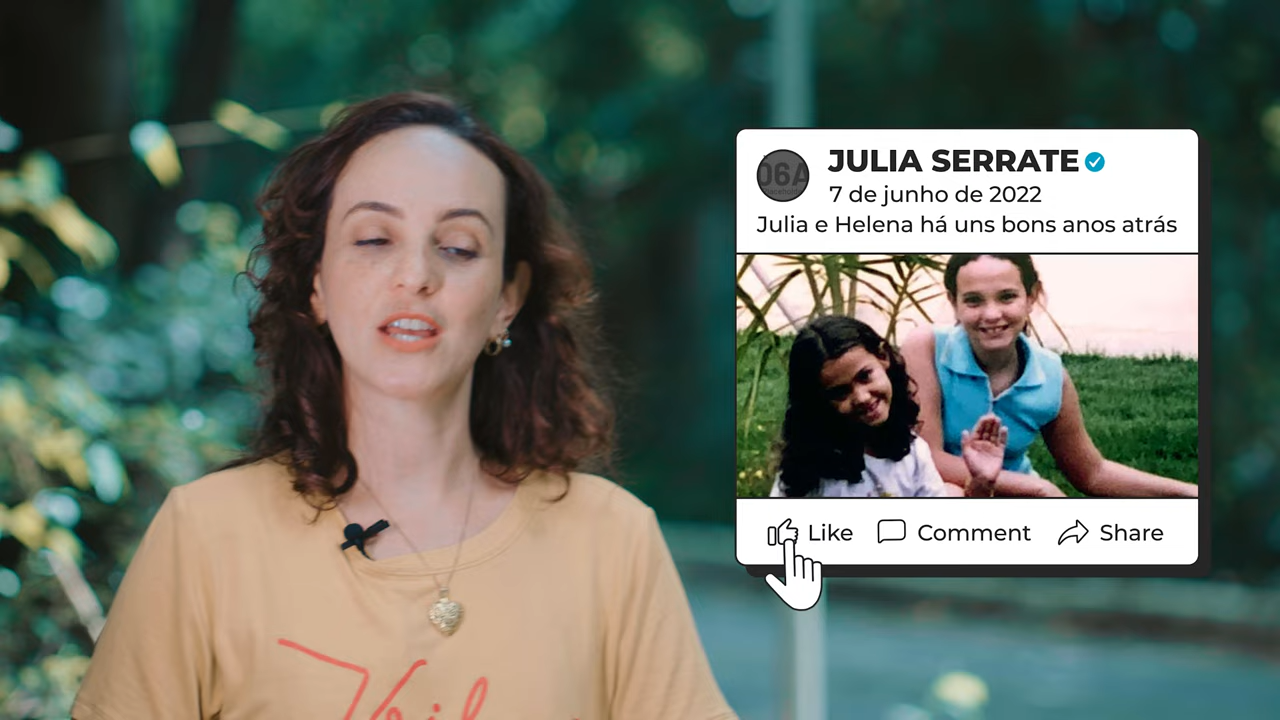 JULIA SERRATE
7 de junho de 2022
Julia e Helena há uns bons anos atrás
Like
Comment
Share